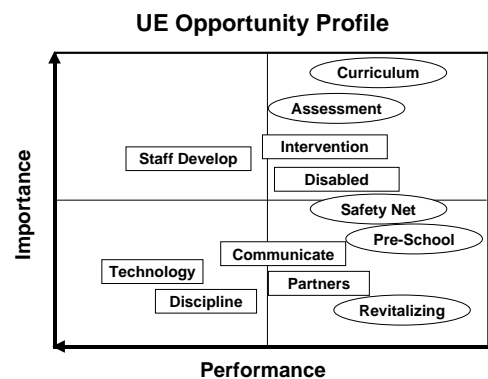 UE Opportunity Profile
Curriculum
Assessment
Intervention
Staff Develop
Disabled
Safety Net
Pre-School
Communicate
Technology
Partners
Discipline
Revitalizing
Importance
Performance